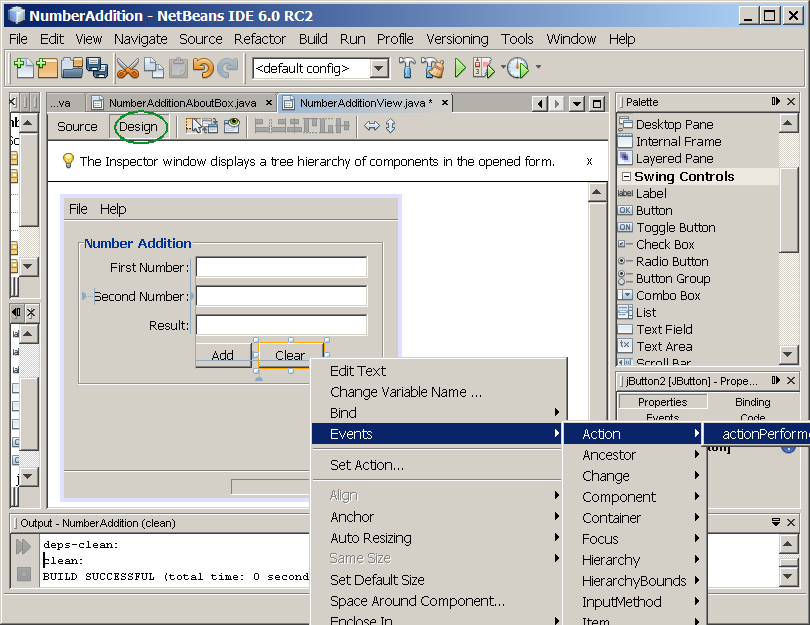 NumberAddition - NetBeans IDE 6.0 RC2
File Edit View Navigate Source Refactor Build Run Profile Versioning Tools Window Help
<default config>
...va NumberAdditionAboutBox.java × NumberAdditionView.java * ×
Source Design
The Inspector window displays a tree hierarchy of components in the opened form. x
File Help
Number Addition
First Number:
Second Number:
Result:
Add Clear
Edit Text
Change Variable Name ...
Bind
Events
Set Action...
Align
Anchor
Auto Resizing
Same Size
Set Default Size
Space Around Component...
Enclose In
Action
Ancestor
Change
Component
Container
Focus
Hierarchy
HierarchyBounds
InputMethod
Item
Palette
Desktop Pane
Internal Frame
Layered Pane
Swing Controls
Label
Button
Toggle Button
Check Box
Radio Button
Button Group
Combo Box
List
Text Field
Text Area
Scroll Bar
jButton2 [JButton] - Prope...
Properties Binding
Events Code
Output - NumberAddition (clean)
deps-clean:
clean:
BUILD SUCCESSFUL (total time: 0 second